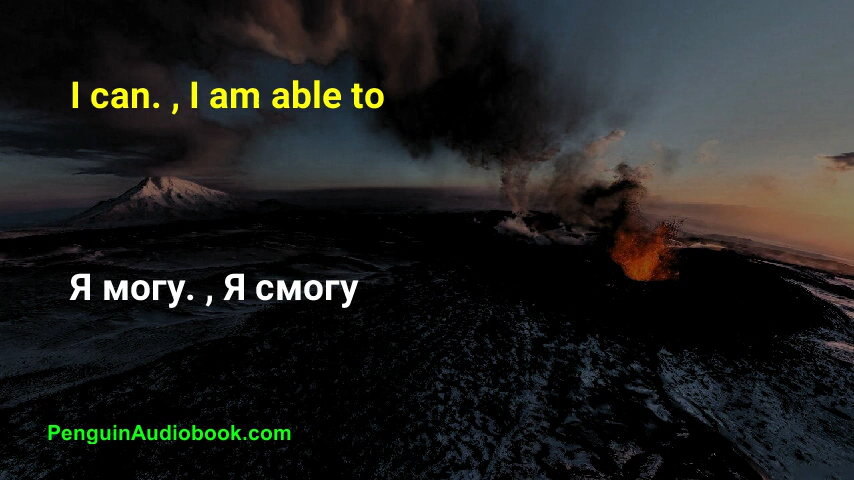 I can. , I am able to
Я могу. , Я смогу
PenguinAudiobook.com